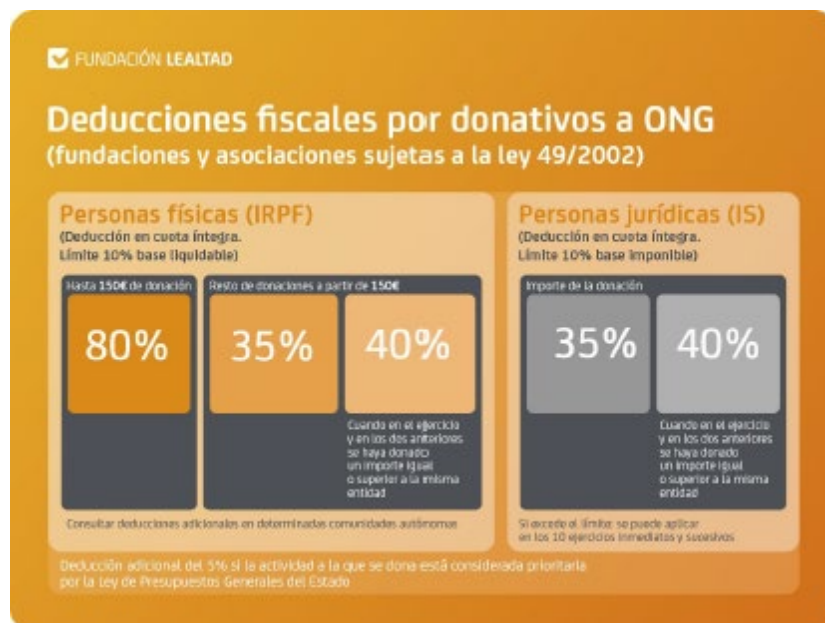 FUNDACIÓN LEALTAD
Deducciones fiscales por donativos a ONG
(fundaciones y asociaciones sujetas a la ley 49/2002)
Personas físicas (IRPF)
(Deducción en cuota íntegra.
Límite 10% base liquidable)
Hasta 150€ de donación
80%
Resto de donaciones a partir de 150€
35%
40%
Cuando en el ejercicio
y en los dos anteriores
se haya donado
un importe igual
o superior a la misma
entidad
Consultar deducciones adicionales en determinadas comunidades autónomas
Personas jurídicas (IS)
(Deducción en cuota íntegra.
Límite 10% base imponible)
Importe de la donación
35%
40%
Cuando en el ejercicio
y en los dos anteriores
se haya donado
un importe igual
o superior a la misma
entidad
Si excede el límite: se puede aplicar
en los 10 ejercicios inmediatos y sucesivos
Deducción adicional del 5% si la actividad a la que se dona está considerada prioritaria
por la Ley de Presupuestos Generales del Estado